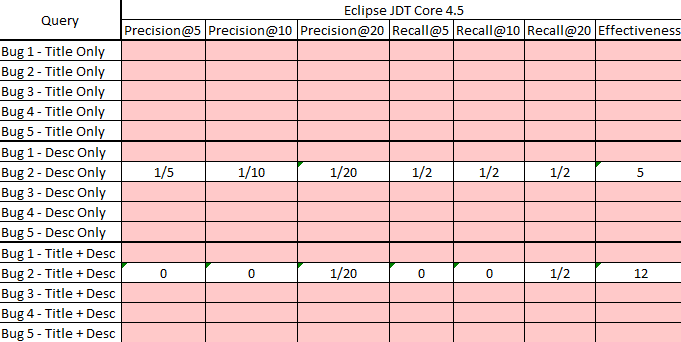 Query
Eclipse JDT Core 4.5
Precision@5 Precision@10 Precision@20 Recall@5 Recall@10 Recall@20 Effectiveness
Bug 1 - Title Only
Bug 2 - Title Only
Bug 3 - Title Only
Bug 4 - Title Only
Bug 5 - Title Only
Bug 1 - Desc Only
Bug 2 - Desc Only 1/5 1/10 1/20 1/2 1/2 1/2 5
Bug 3 - Desc Only
Bug 4 - Desc Only
Bug 5 - Desc Only
Bug 1 - Title + Desc
Bug 2 - Title + Desc 0 0 1/20 0 0 1/2 12
Bug 3 - Title + Desc
Bug 4 - Title + Desc
Bug 5 - Title + Desc